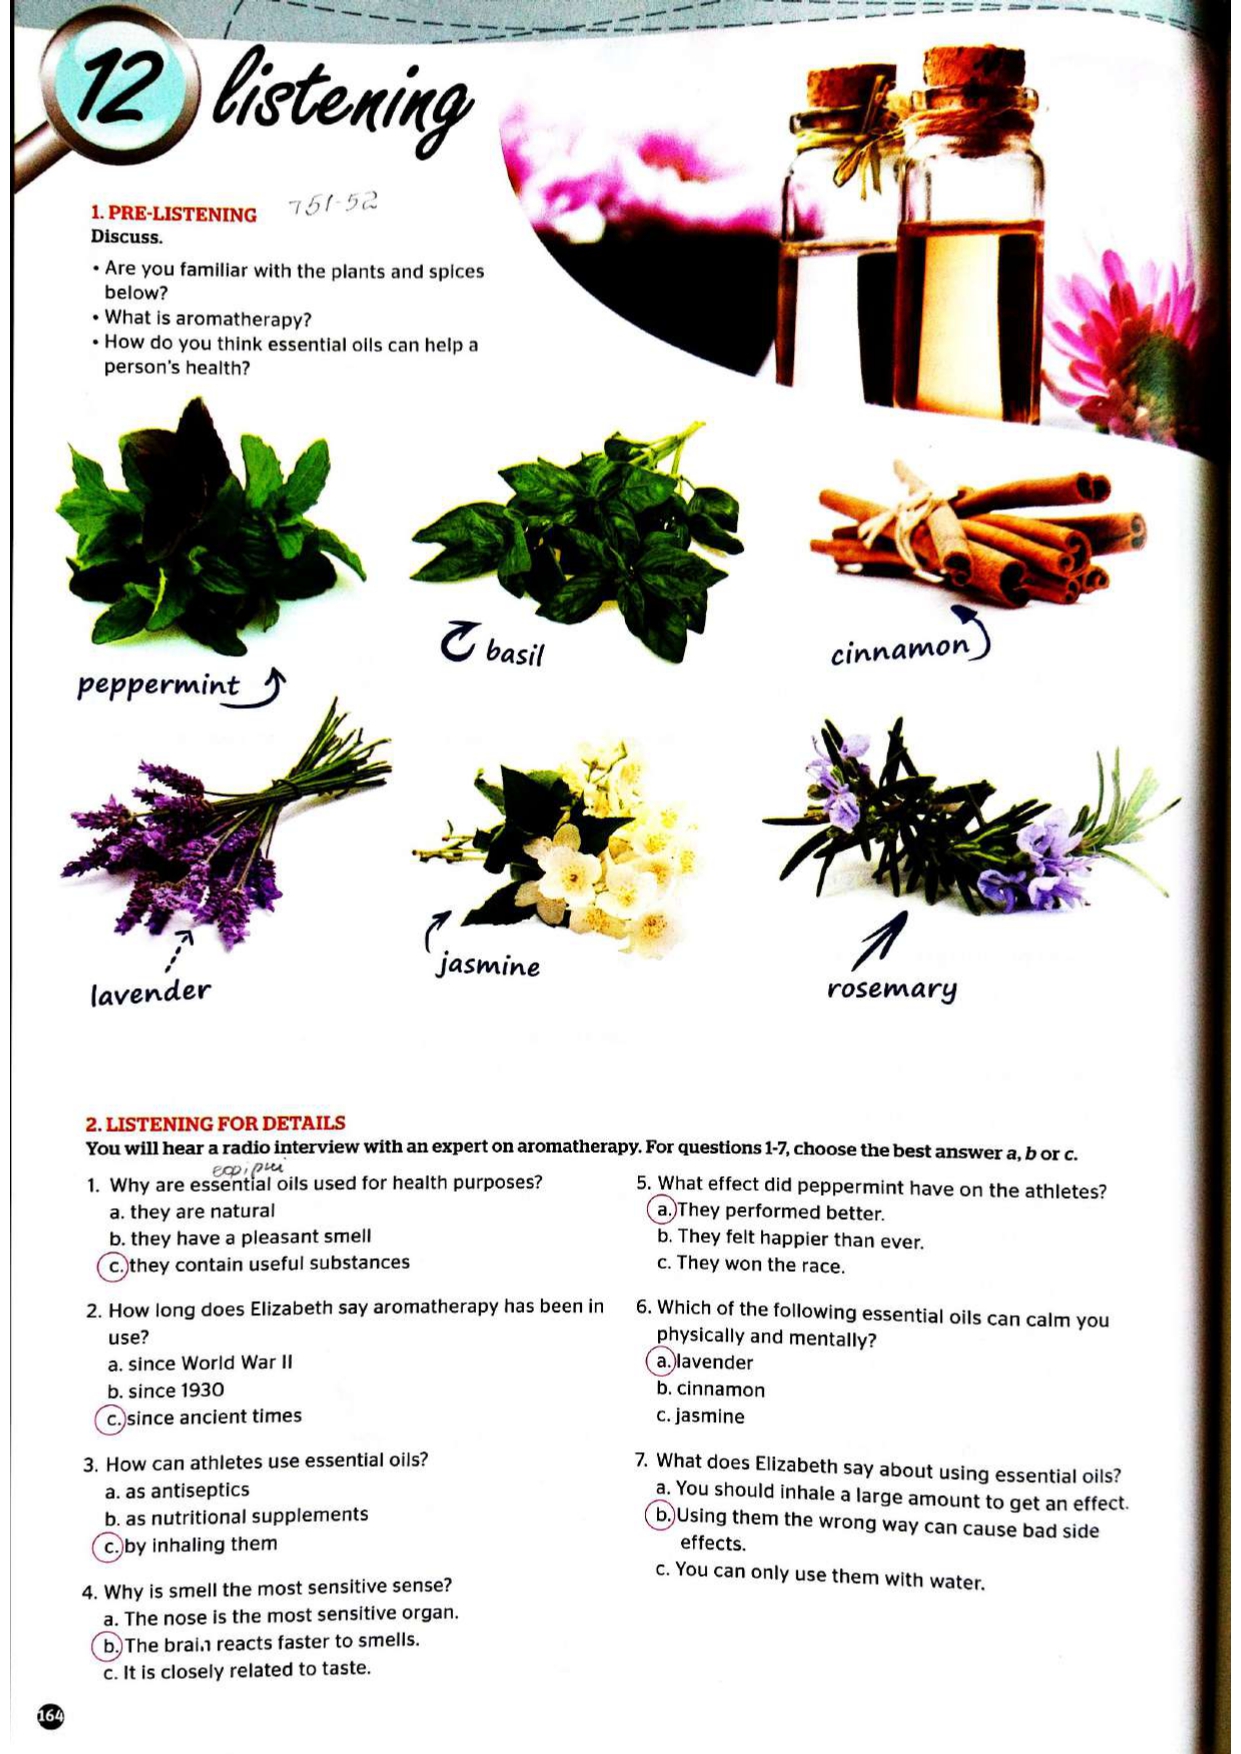 12 listening
1. PRE-LISTENING
751-52
Discuss.
• Are you familiar with the plants and spices
below?
• What is aromatherapy?
• How do you think essential oils can help a
person's health?
peppermint
basil
cinnamon
lavender
jasmine
rosemary
2. LISTENING FOR DETAILS
You will hear a radio interview with an expert on aromatherapy. For questions 1-7, choose the best answer a, b or c.
1. Why are essential oils used for health purposes?
a. they are natural
b. they have a pleasant smell
c. they contain useful substances
2. How long does Elizabeth say aromatherapy has been in
use?
a. since World War II
b. since 1930
c. since ancient times
3. How can athletes use essential oils?
a. as antiseptics
b. as nutritional supplements
c. by inhaling them
4. Why is smell the most sensitive sense?
a. The nose is the most sensitive organ.
b. The brain reacts faster to smells.
c. It is closely related to taste.
5. What effect did peppermint have on the athletes?
a. They performed better.
b. They felt happier than ever.
c. They won the race.
6. Which of the following essential oils can calm you
physically and mentally?
a. lavender
b. cinnamon
c. jasmine
7. What does Elizabeth say about using essential oils?
a. You should inhale a large amount to get an effect.
b. Using them the wrong way can cause bad side
effects.
c. You can only use them with water.
164